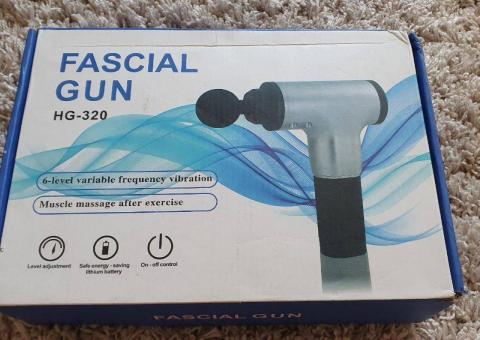 FASCIAL
GUN
HG-320
6-level variable frequency vibration
Muscle massage after exercise
Level adjustment
Safe energy - saving
lithium battery
On - off control
FASCIAL GUN